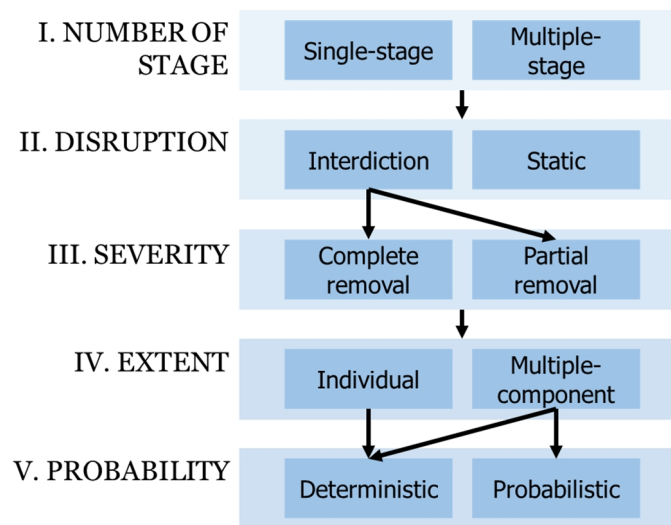 I. NUMBER OF
STAGE
Single-stage
Multiple-
stage
II. DISRUPTION
Interdiction
Static
III. SEVERITY
Complete
removal
Partial
removal
IV. EXTENT
Individual
Multiple-
component
V. PROBABILITY
Deterministic
Probabilistic